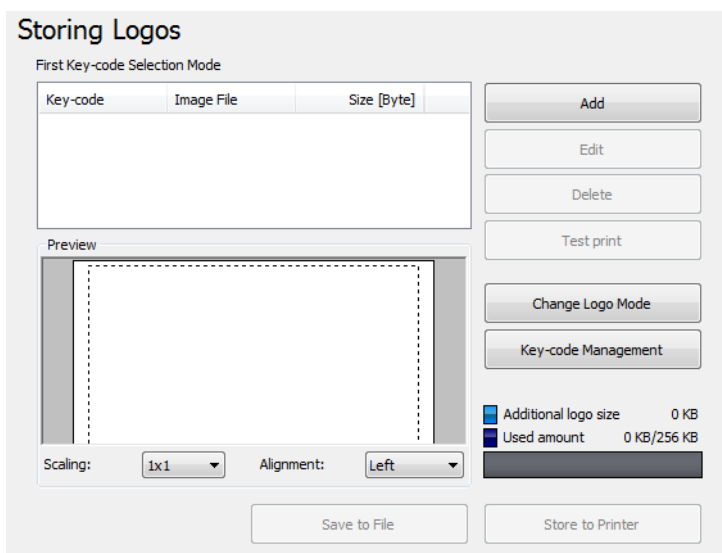 Storing Logos
First Key-code Selection Mode
Key-code Image File Size [Byte]
Add
Edit
Delete
Test print
Preview
Change Logo Mode
Key-code Management
Additional logo size 0 KB
Used amount 0 KB/256 KB
Scaling: 1x1 Alignment: Left
Save to File Store to Printer